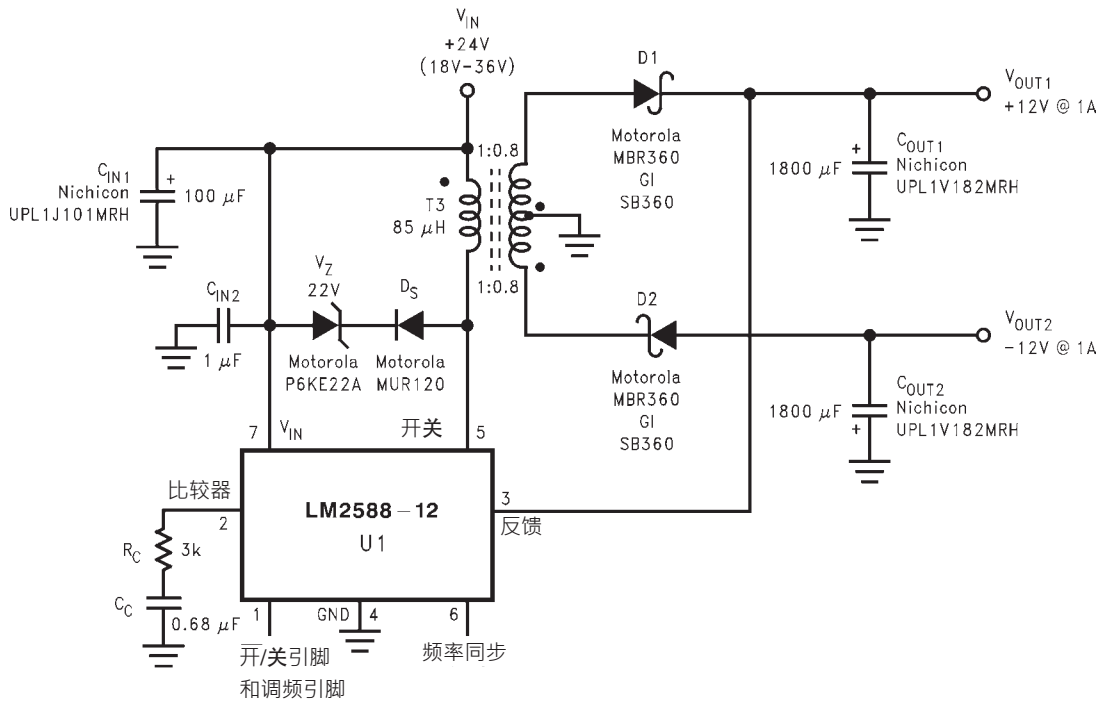 V_IN
+24V
(18V-36V)
D1
V_OUT1
+12V @ 1A
Motorola
MBR360
GI
SB360
C_OUT1
Nichicon
UPL1V182MRH
1800 μF
+
C_IN1
Nichicon
UPL1J101MRH
+
100 μF
1:0.8
T3
85 μH
1:0.8
V_Z
22V
D_S
C_IN2
1 μF
Motorola
P6KE22A
Motorola
MUR120
D2
V_OUT2
-12V @ 1A
Motorola
MBR360
GI
SB360
1800 μF
+
C_OUT2
Nichicon
UPL1V182MRH
7
V_IN
开关
5
比较器
2
LM2588-12
U1
3
反馈
R_C
3k
C_C
0.68 μF
1
GND
4
6
开/关引脚
和调频引脚
频率同步